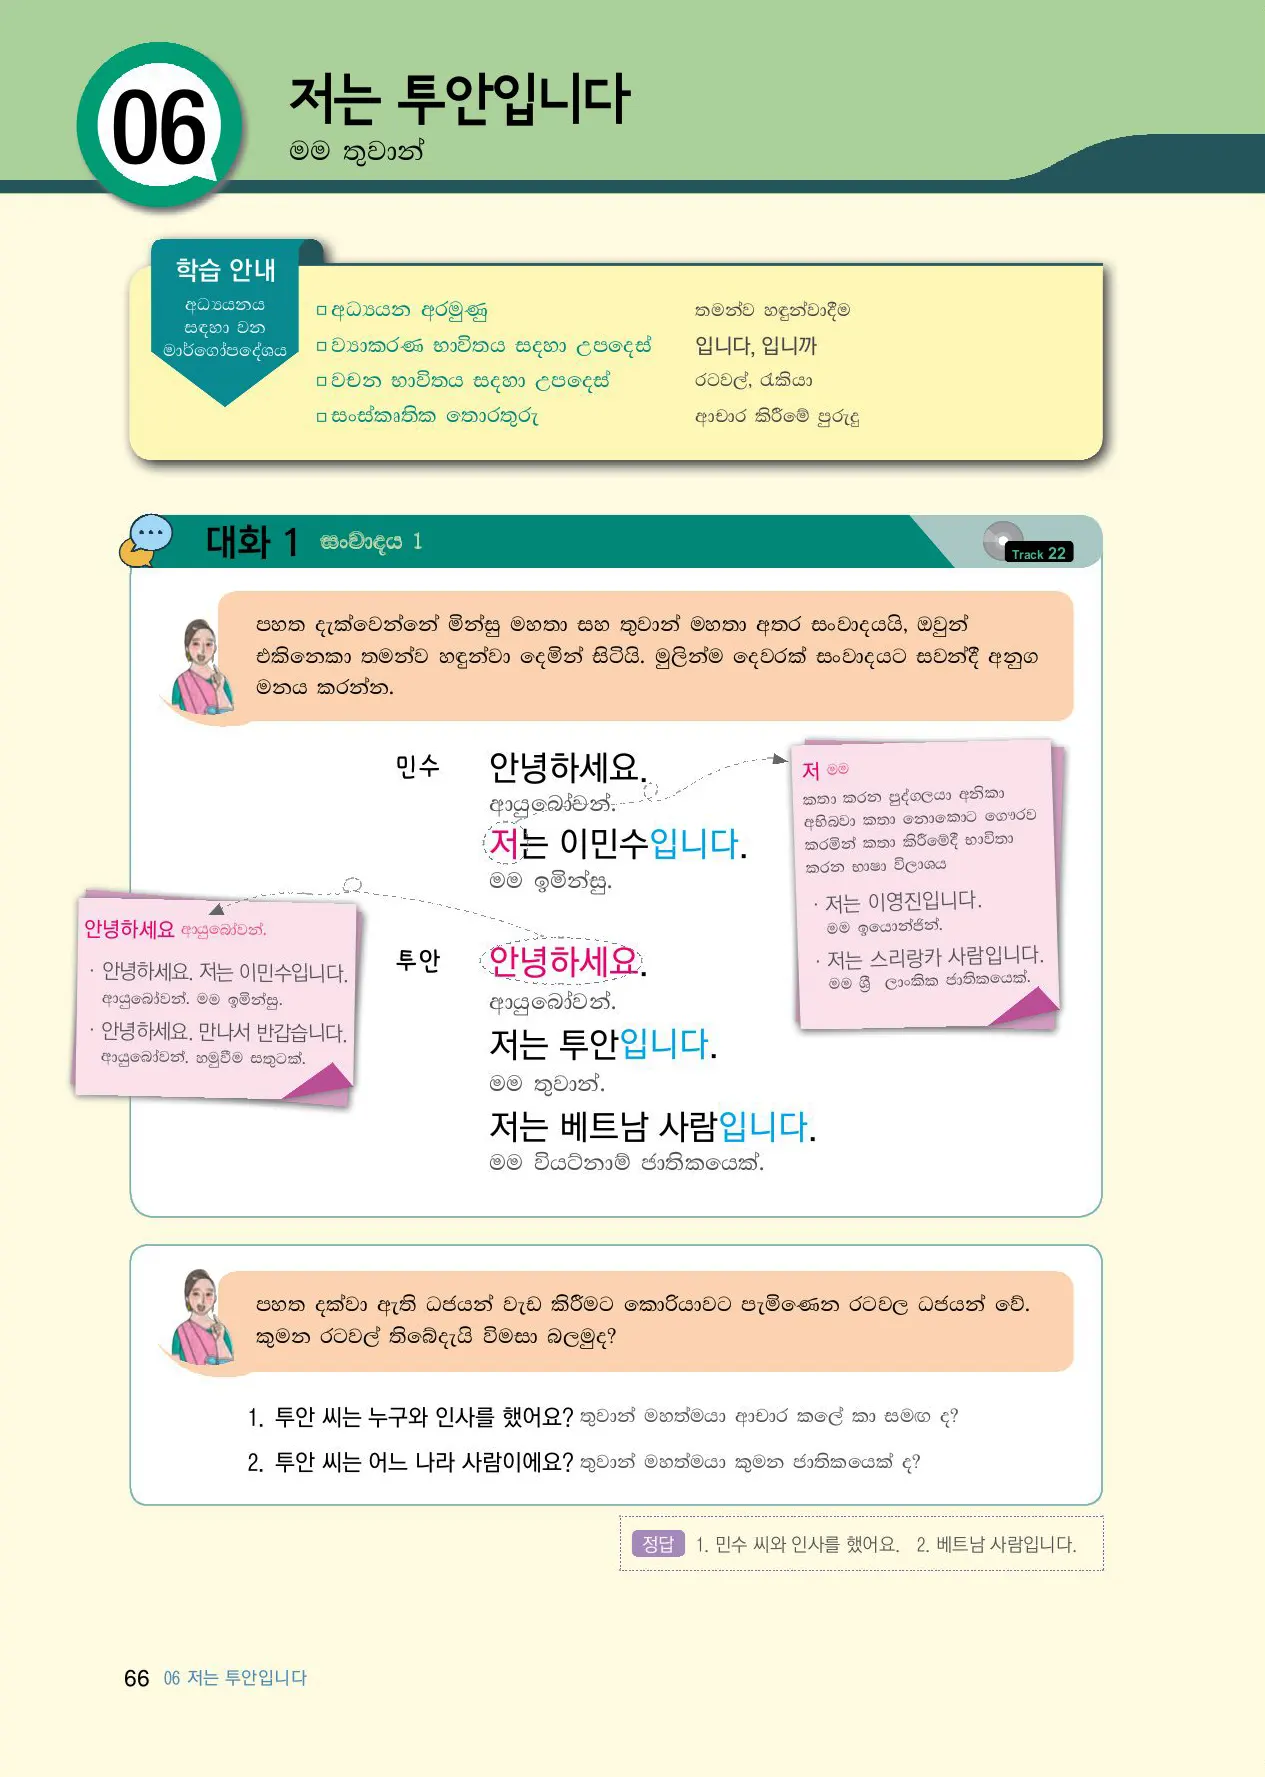 06
저는 투안입니다
මම තුවාන්
학습 안내
අධ්‍යයනය
සඳහා වන
මාර්ගෝපදේශය
□ අධ්‍යයන අරමුණු තමන්ව හඳුන්වාදීම
□ ව්‍යාකරණ භාවිතය සදහා උපදෙස් 입니다, 입니까
□ වචන භාවිතය සදහා උපදෙස් රටවල්, රැකියා
□ සංස්කෘතික තොරතුරු ආචාර කිරීමේ පුරුදු
대화 1 සංවාදය 1
Track 22
පහත දැක්වෙන්නේ මින්සු මහතා සහ තුවාන් මහතා අතර සංවාදයයි, ඔවුන්
එකිනෙකා තමන්ව හඳුන්වා දෙමින් සිටියි. මුලින්ම දෙවරක් සංවාදයට සවන්දී අනුග
මනය කරන්න.
민수 안녕하세요.
ආයුබෝවන්.
저는 이민수입니다.
මම ඉමින්සු.
저 මම
කතා කරන පුද්ගලයා අනිකා
අභිබවා කතා නොකොට ගෞරව
කරමින් කතා කිරීමේදී භාවිතා
කරන භාෂා විලාශය
· 저는 이영진입니다.
මම ඉයොන්ජින්.
· 저는 스리랑카 사람입니다.
මම ශ්‍රී ලාංකික ජාතිකයෙක්.
안녕하세요 ආයුබෝවන්.
· 안녕하세요. 저는 이민수입니다.
ආයුබෝවන්. මම ඉමින්සු.
· 안녕하세요. 만나서 반갑습니다.
ආයුබෝවන්. හමුවීම සතුටක්.
투안 안녕하세요.
ආයුබෝවන්.
저는 투안입니다.
මම තුවාන්.
저는 베트남 사람입니다.
මම වියට්නාම් ජාතිකයෙක්.
පහත දක්වා ඇති ධජයන් වැඩ කිරීමට කොරියාවට පැමිණෙන රටවල ධජයන් වේ.
කුමන රටවල් තිබේදැයි විමසා බලමුද?
1. 투안 씨는 누구와 인사를 했어요? තුවාන් මහත්මයා ආචාර කලේ කා සමඟ ද?
2. 투안 씨는 어느 나라 사람이에요? තුවාන් මහත්මයා කුමන ජාතිකයෙක් ද?
정답 1. 민수 씨와 인사를 했어요. 2. 베트남 사람입니다.
66 06 저는 투안입니다